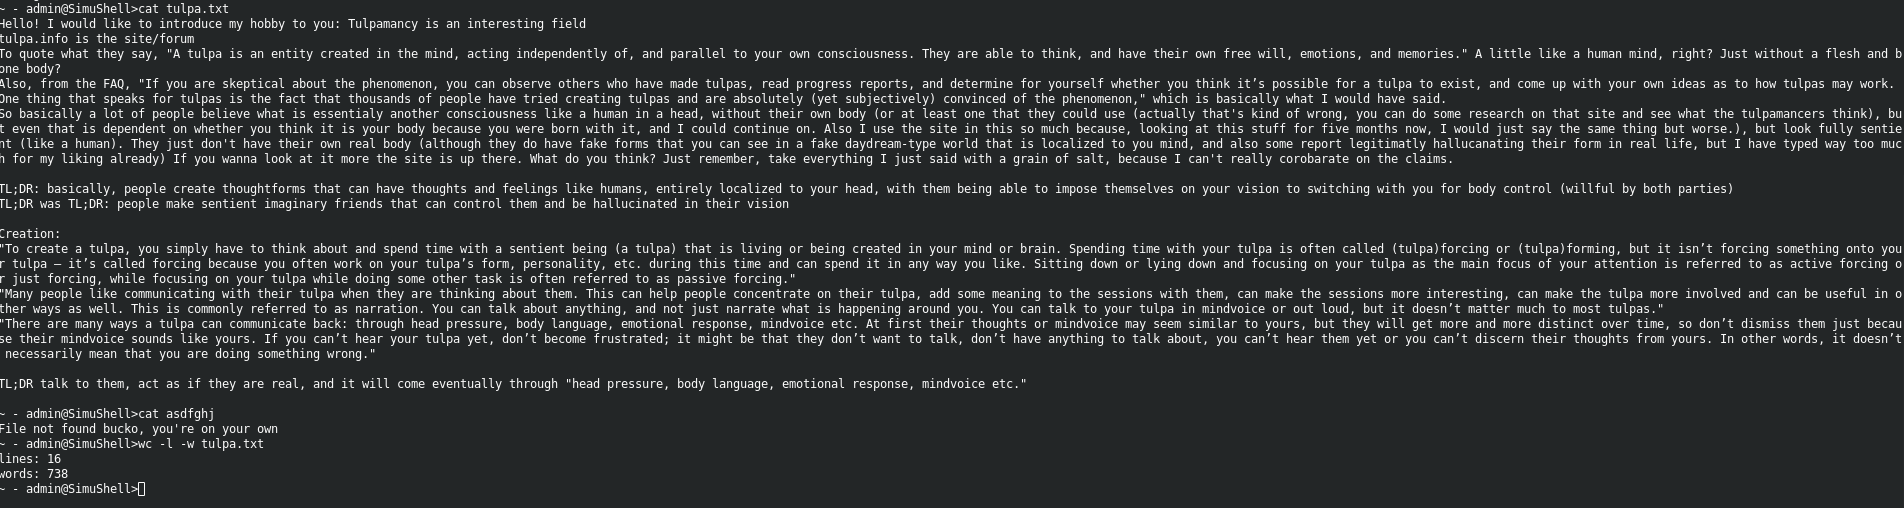 ~ - admin@SimuShell>cat tulpa.txt
Hello! I would like to introduce my hobby to you: Tulpamancy is an interesting field
tulpa.info is the site/forum
To quote what they say, "A tulpa is an entity created in the mind, acting independently of, and parallel to your own consciousness. They are able to think, and have their own free will, emotions, and memories." A little like a human mind, right? Just without a flesh and b
one body?
Also, from the FAQ, "If you are skeptical about the phenomenon, you can observe others who have made tulpas, read progress reports, and determine for yourself whether you think it’s possible for a tulpa to exist, and come up with your own ideas as to how tulpas may work.
One thing that speaks for tulpas is the fact that thousands of people have tried creating tulpas and are absolutely (yet subjectively) convinced of the phenomenon," which is basically what I would have said.
So basically a lot of people believe what is essentialy another consciousness like a human in a head, without their own body (or at least one that they could use (actually that's kind of wrong, you can do some research on that site and see what the tulpamancers think), bu
t even that is dependent on whether you think it is your body because you were born with it, and I could continue on. Also I use the site in this so much because, looking at this stuff for five months now, I would just say the same thing but worse.), but look fully sentie
nt (like a human). They just don't have their own real body (although they do have fake forms that you can see in a fake daydream-type world that is localized to you mind, and also some report legitimatly hallucanating their form in real life, but I have typed way too muc
h for my liking already) If you wanna look at it more the site is up there. What do you think? Just remember, take everything I just said with a grain of salt, because I can't really corobarate on the claims.
TL;DR: basically, people create thoughtforms that can have thoughts and feelings like humans, entirely localized to your head, with them being able to impose themselves on your vision to switching with you for body control (willful by both parties)
TL;DR was TL;DR: people make sentient imaginary friends that can control them and be hallucinated in their vision
Creation:
"To create a tulpa, you simply have to think about and spend time with a sentient being (a tulpa) that is living or being created in your mind or brain. Spending time with your tulpa is often called (tulpa)forcing or (tulpa)forming, but it isn’t forcing something onto you
r tulpa – it’s called forcing because you often work on your tulpa’s form, personality, etc. during this time and can spend it in any way you like. Sitting down or lying down and focusing on your tulpa as the main focus of your attention is referred to as active forcing o
r just forcing, while focusing on your tulpa while doing some other task is often referred to as passive forcing."
"Many people like communicating with their tulpa when they are thinking about them. This can help people concentrate on their tulpa, add some meaning to the sessions with them, can make the sessions more interesting, can make the tulpa more involved and can be useful in o
ther ways as well. This is commonly referred to as narration. You can talk about anything, and not just narrate what is happening around you. You can talk to your tulpa in mindvoice or out loud, but it doesn’t matter much to most tulpas."
"There are many ways a tulpa can communicate back: through head pressure, body language, emotional response, mindvoice etc. At first their thoughts or mindvoice may seem similar to yours, but they will get more and more distinct over time, so don’t dismiss them just becau
se their mindvoice sounds like yours. If you can’t hear your tulpa yet, don’t become frustrated; it might be that they don’t want to talk, don’t have anything to talk about, you can’t hear them yet or you can’t discern their thoughts from yours. In other words, it doesn’t
necessarily mean that you are doing something wrong."
TL;DR talk to them, act as if they are real, and it will come eventually through "head pressure, body language, emotional response, mindvoice etc."
~ - admin@SimuShell>cat asdfghj
File not found bucko, you're on your own
~ - admin@SimuShell>wc -l -w tulpa.txt
lines: 16
words: 738
~ - admin@SimuShell>